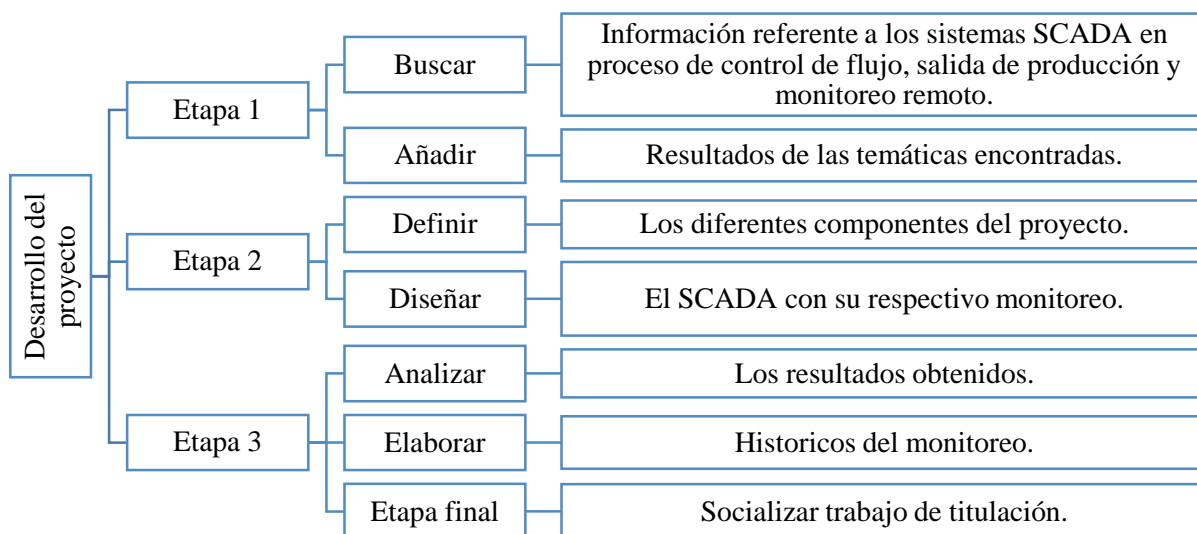 Desarrollo del
proyecto
Etapa 1
Buscar
Información referente a los sistemas SCADA en
proceso de control de flujo, salida de producción y
monitoreo remoto.
Añadir
Resultados de las temáticas encontradas.
Etapa 2
Definir
Los diferentes componentes del proyecto.
Diseñar
El SCADA con su respectivo monitoreo.
Etapa 3
Analizar
Los resultados obtenidos.
Elaborar
Historicos del monitoreo.
Etapa final
Socializar trabajo de titulación.